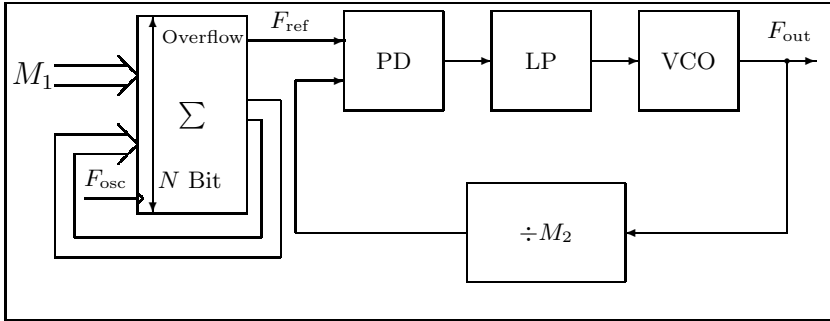 F_ref
F_out
Overflow
PD
LP
VCO
M_1
∑
F_osc
N Bit
÷M_2